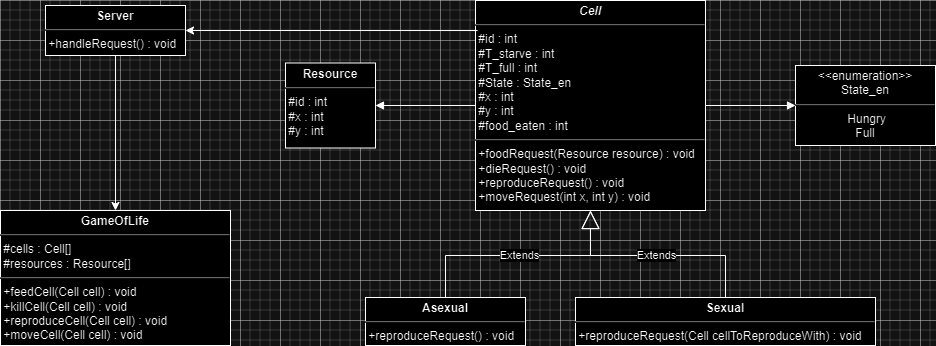 Server
+handleRequest() : void
Cell
#id : int
#T_starve : int
#T_full : int
#State : State_en
#x : int
#y : int
#food_eaten : int
+foodRequest(Resource resource) : void
+dieRequest() : void
+reproduceRequest() : void
+moveRequest(int x, int y) : void
Resource
#id : int
#x : int
#y : int
<<enumeration>>
State_en
Hungry
Full
GameOfLife
#cells : Cell[]
#resources : Resource[]
+feedCell(Cell cell) : void
+killCell(Cell cell) : void
+reproduceCell(Cell cell) : void
+moveCell(Cell cell) : void
Extends
Extends
Asexual
+reproduceRequest() : void
Sexual
+reproduceRequest(Cell cellToReproduceWith) : void